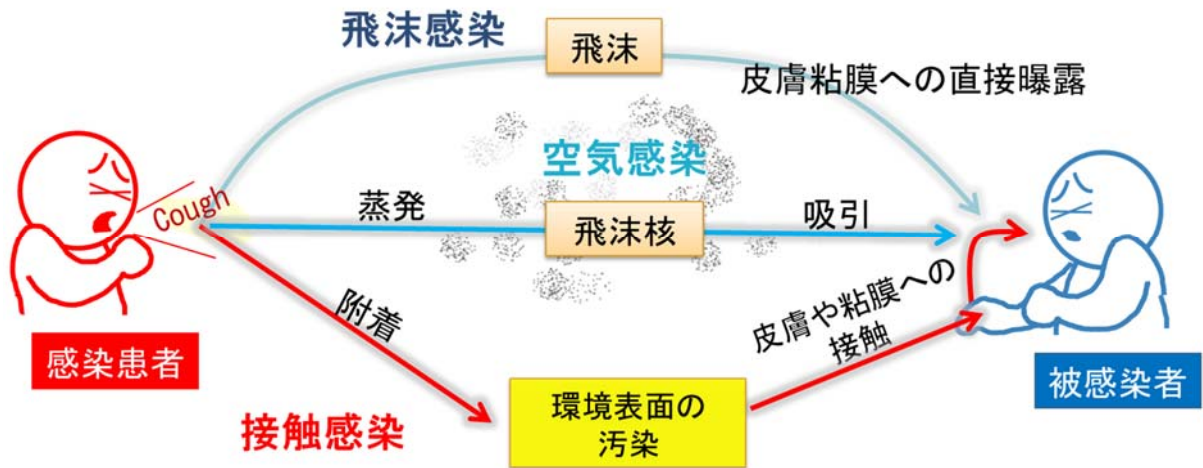 飛沫感染
飛沫
皮膚粘膜への直接曝露
空気感染
Cough
蒸発
飛沫核
吸引
附着
皮膚や粘膜への
接触
感染患者
被感染者
環境表面の
汚染
接触感染